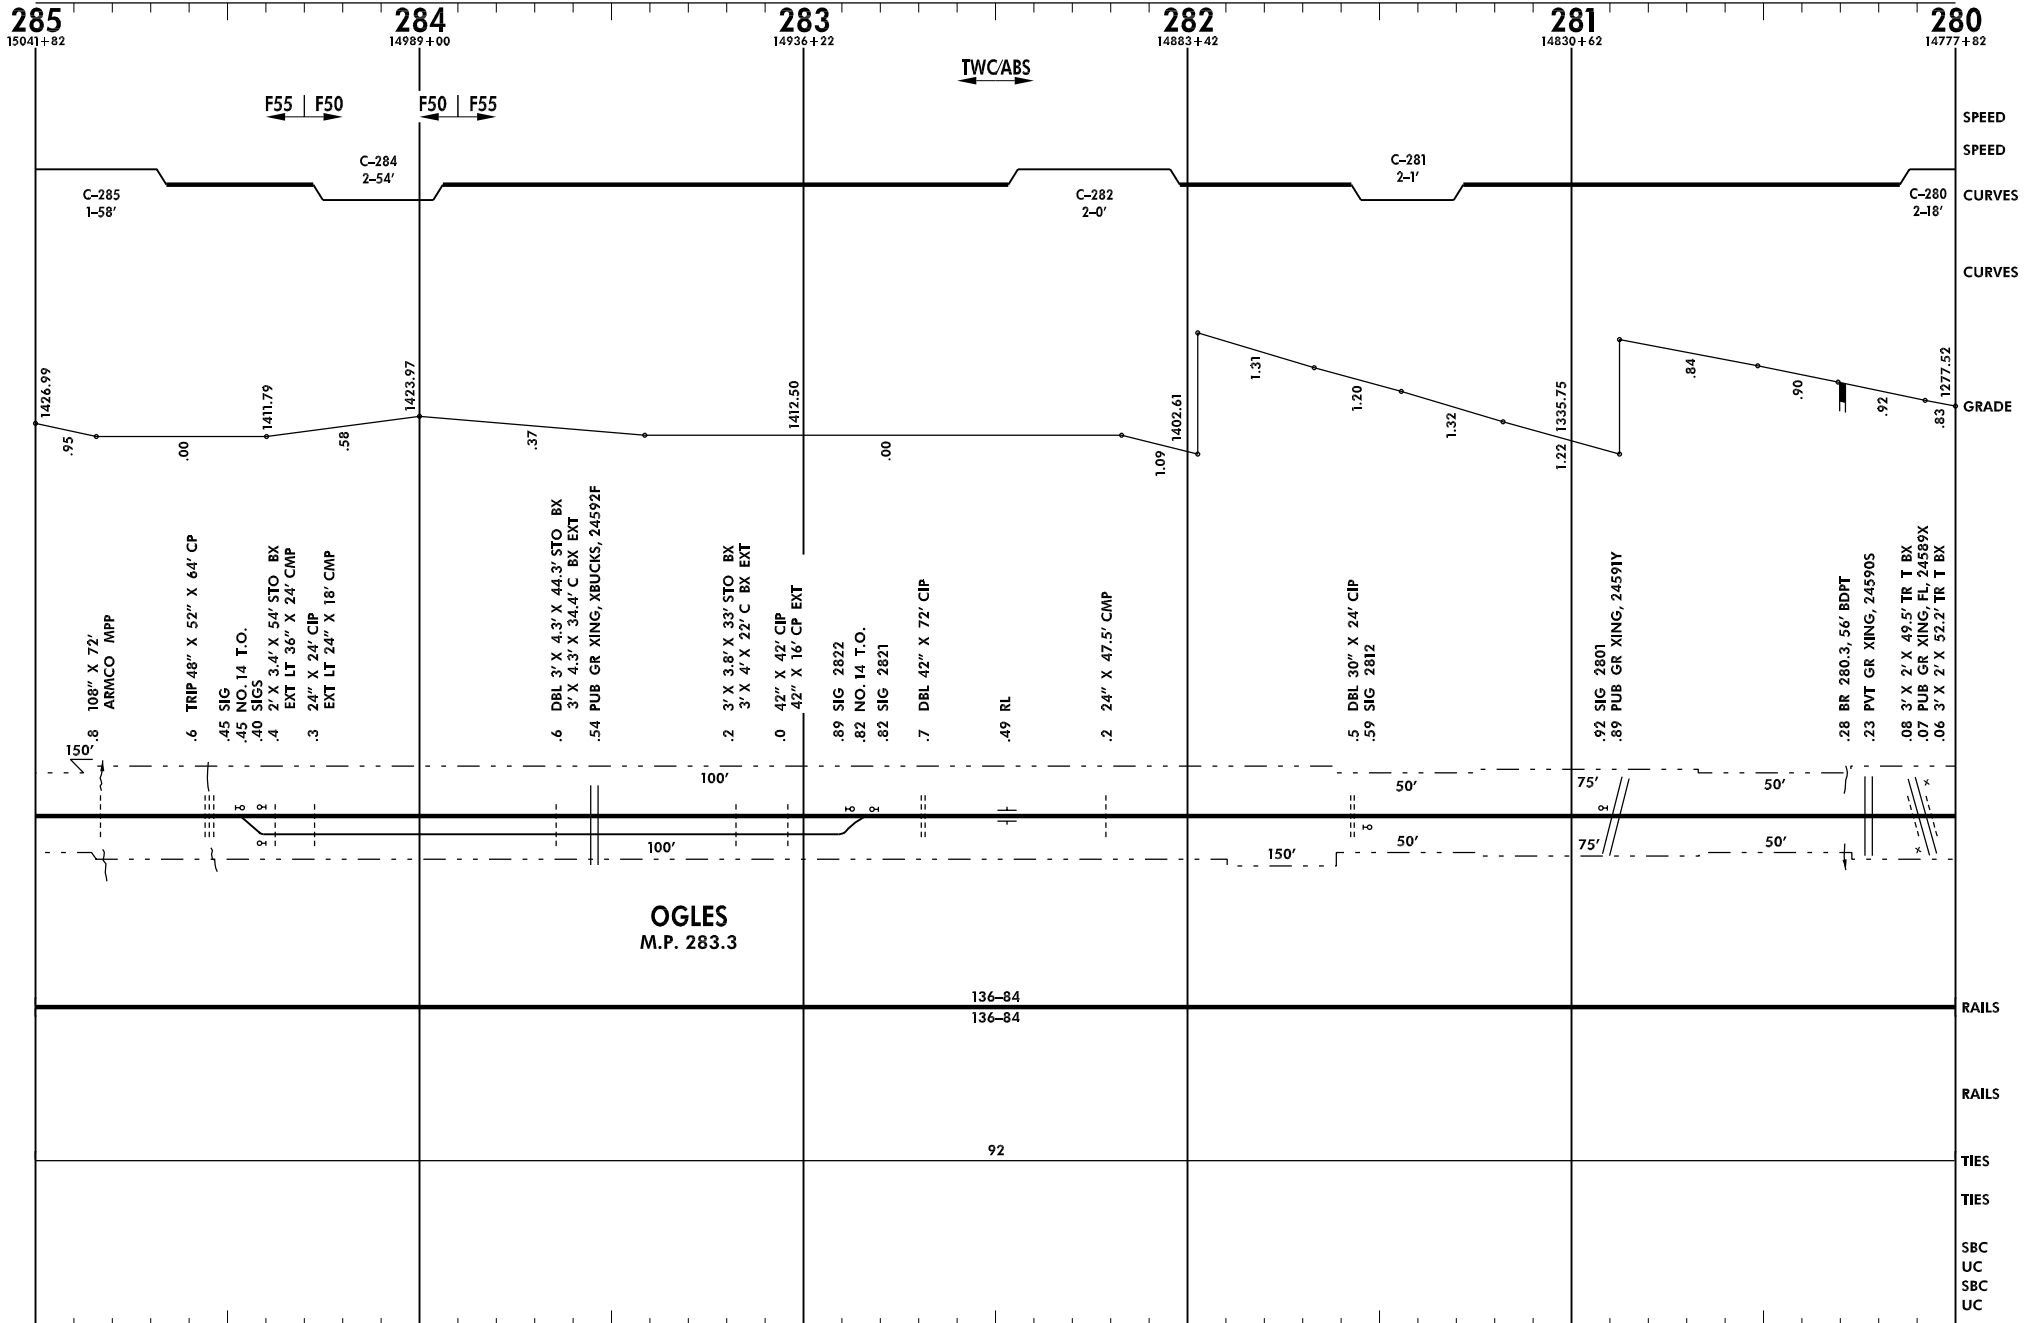 285 284 283 282 281 280
15041+82 14989+00 14936+22 14883+42 14830+62 14777+82
TWC/ABS
F55 F50 F50 F55
SPEED
SPEED
C–285
1–58’
C–284
2–54’
C–282
2–0’
C–281
2–1’
C–280
2–18’
CURVES
CURVES
1426.99
.95
.00
1411.79
.58
1423.97
.37
1412.50
.00
1.09
1402.61
1.31
1.20
1.32
1.22
1335.75
.84
.90
.92
.83
1277.52
GRADE
.8 108” X 72’
ARMCO MPP
.6 TRIP 48” X 52” X 64’ CP
.45 SIG
.45 NO. 14 T.O.
.40 SIGS
.4 2’ X 3.4’ X 54’ STO BX
EXT LT 36” X 24’ CMP
.3 24” X 24’ CIP
EXT LT 24” X 18’ CMP
.6 DBL 3’ X 4.3’ X 44.3’ STO BX
3’ X 4.3’ X 34.4’ C BX EXT
.54 PUB GR XING, XBUCKS, 24592F
.2 3’ X 3.8’ X 33’ STO BX
3’ X 4’ X 22’ C BX EXT
.0 42” X 42’ CIP
42” X 16’ CP EXT
.89 SIG 2822
.82 NO. 14 T.O.
.82 SIG 2821
.7 DBL 42” X 72’ CIP
.49 RL
.2 24” X 47.5’ CMP
.5 DBL 30” X 24’ CIP
.59 SIG 2812
.92 SIG 2801
.89 PUB GR XING, 24591Y
.28 BR 280.3, 56’ BDPT
.23 PVT GR XING, 24590S
.08 3’ X 2’ X 49.5’ TR T BX
.07 PUB GR XING, FL, 24589X
.06 3’ X 2’ X 52.2’ TR T BX
150’
100’
50’
75’
50’
100’
150’
50’
75’
50’
OGLES
M.P. 283.3
136–84
136–84
RAILS
RAILS
92
TIES
TIES
SBC
UC
SBC
UC